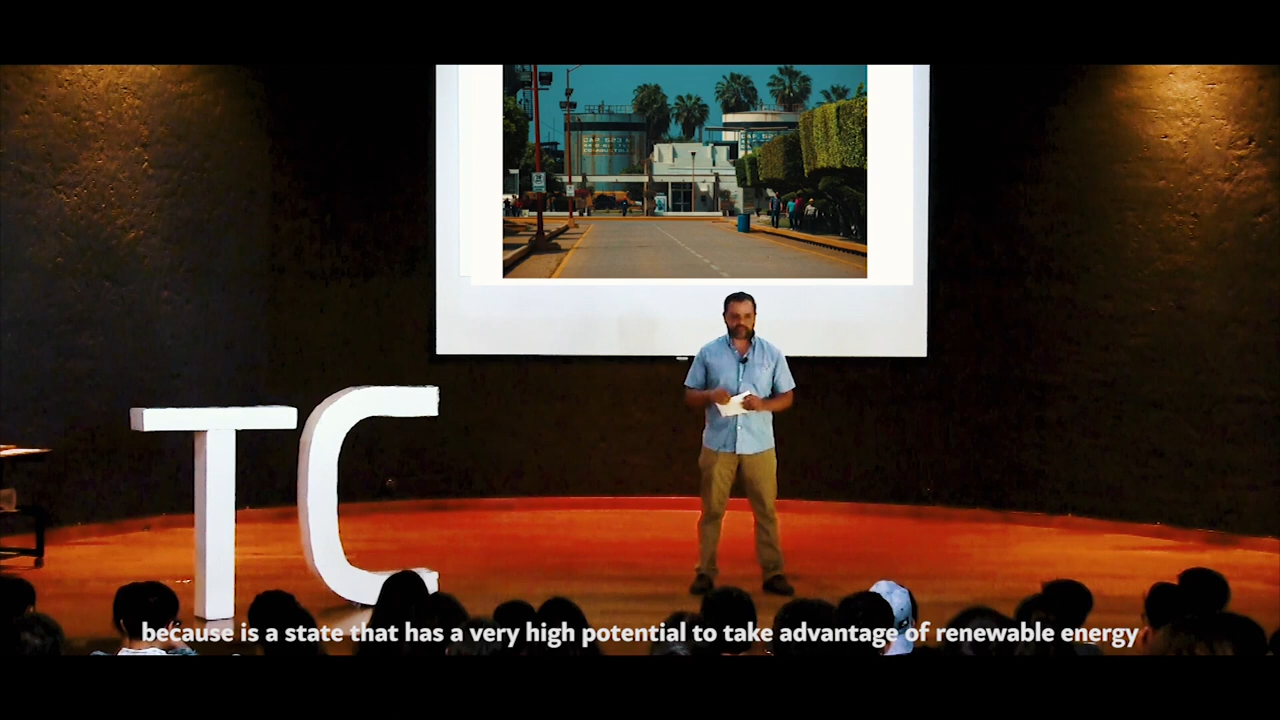 TC
because is a state that has a very high potential to take advantage of renewable energy